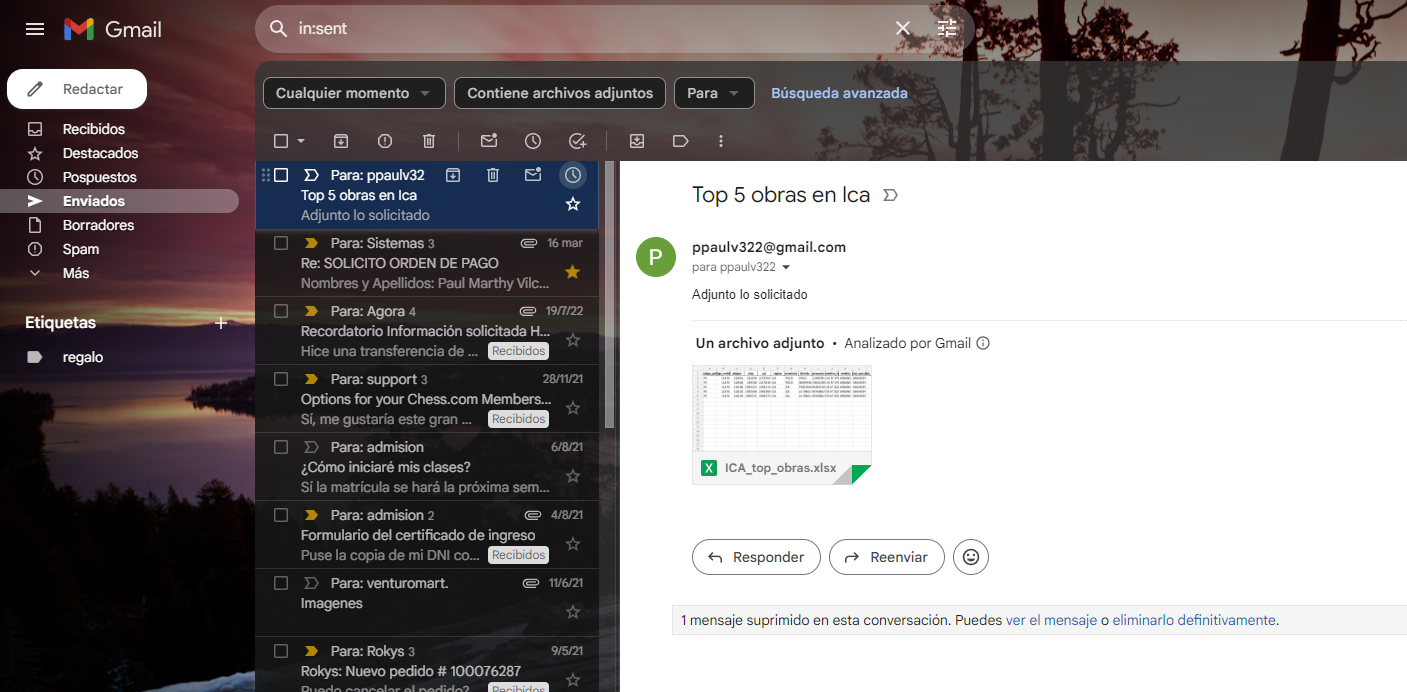 Gmail
in:sent
Redactar
Recibidos
Destacados
Pospuestos
Enviados
Borradores
Spam
Más
Etiquetas
regalo
Cualquier momento
Contiene archivos adjuntos
Para
Búsqueda avanzada
Para: ppaulv32
Top 5 obras en Ica
Adjunto lo solicitado
Para: Sistemas 3 16 mar
Re: SOLICITO ORDEN DE PAGO
Nombres y Apellidos: Paul Marthy Vilc...
Para: Agora 4 19/7/22
Recordatorio Información solicitada H...
Hice una transferencia de ... Recibidos
Para: support 3 28/11/21
Options for your Chess.com Members...
Sí, me gustaría este gran ... Recibidos
Para: admision 6/8/21
¿Cómo iniciaré mis clases?
Sí la matrícula se hará la próxima sem...
Para: admision 2 4/8/21
Formulario del certificado de ingreso
Puse la copia de mi DNI co... Recibidos
Para: venturomart. 11/6/21
Imagenes
Para: Rokys 3 9/5/21
Rokys: Nuevo pedido # 100076287
Puedo cancelar el pedido? Recibidos
Top 5 obras en Ica
P
ppaulv322@gmail.com
para ppaulv322
Adjunto lo solicitado
Un archivo adjunto • Analizado por Gmail
X ICA_top_obras.xlsx
Responder
Reenviar
1 mensaje suprimido en esta conversación. Puedes ver el mensaje o eliminarlo definitivamente.